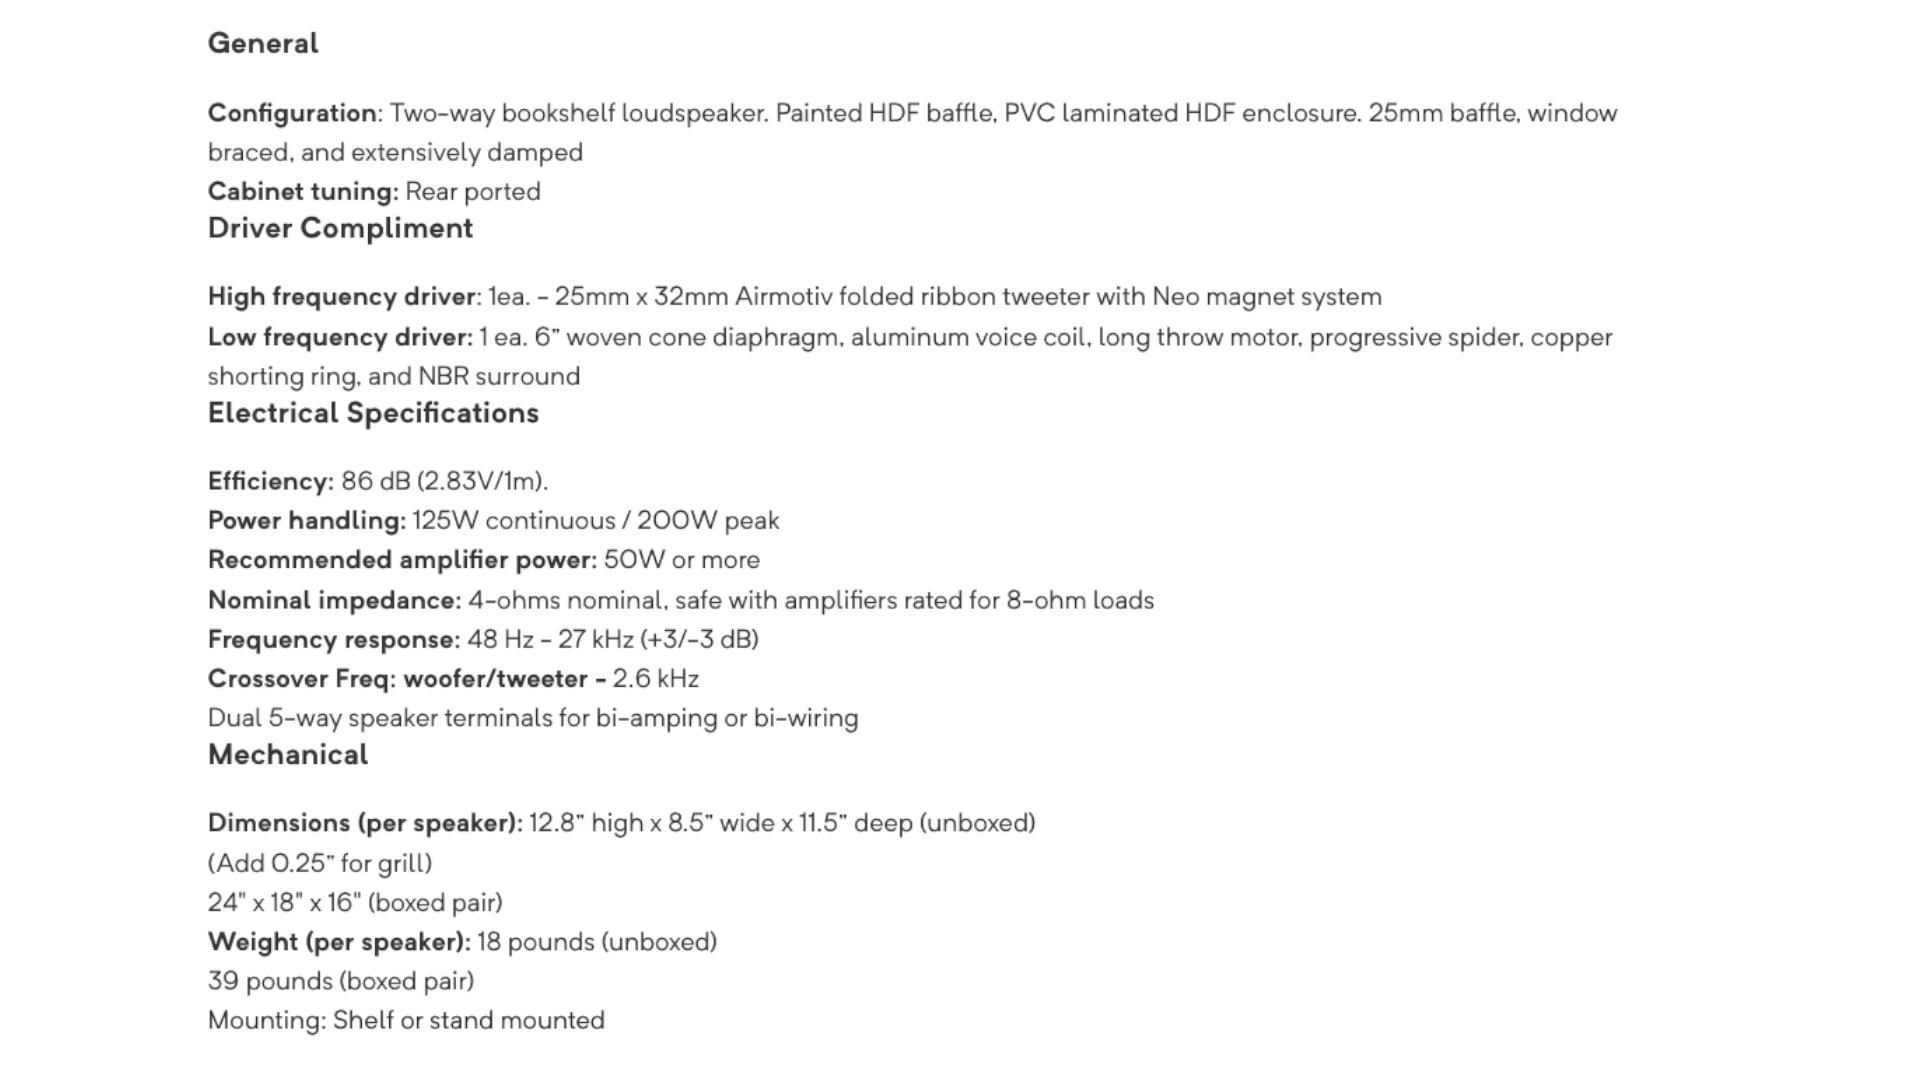 General
Configuration: Two-way bookshelf loudspeaker. Painted HDF baffle, PVC laminated HDF enclosure. 25mm baffle, window
braced, and extensively damped
Cabinet tuning: Rear ported
Driver Compliment
High frequency driver: 1ea. - 25mm x 32mm Airmotiv folded ribbon tweeter with Neo magnet system
Low frequency driver: 1 ea. 6” woven cone diaphragm, aluminum voice coil, long throw motor, progressive spider, copper
shorting ring, and NBR surround
Electrical Specifications
Efficiency: 86 dB (2.83V/1m).
Power handling: 125W continuous / 200W peak
Recommended amplifier power: 50W or more
Nominal impedance: 4-ohms nominal, safe with amplifiers rated for 8-ohm loads
Frequency response: 48 Hz - 27 kHz (+3/-3 dB)
Crossover Freq: woofer/tweeter - 2.6 kHz
Dual 5-way speaker terminals for bi-amping or bi-wiring
Mechanical
Dimensions (per speaker): 12.8” high x 8.5” wide x 11.5” deep (unboxed)
(Add 0.25” for grill)
24" x 18" x 16" (boxed pair)
Weight (per speaker): 18 pounds (unboxed)
39 pounds (boxed pair)
Mounting: Shelf or stand mounted